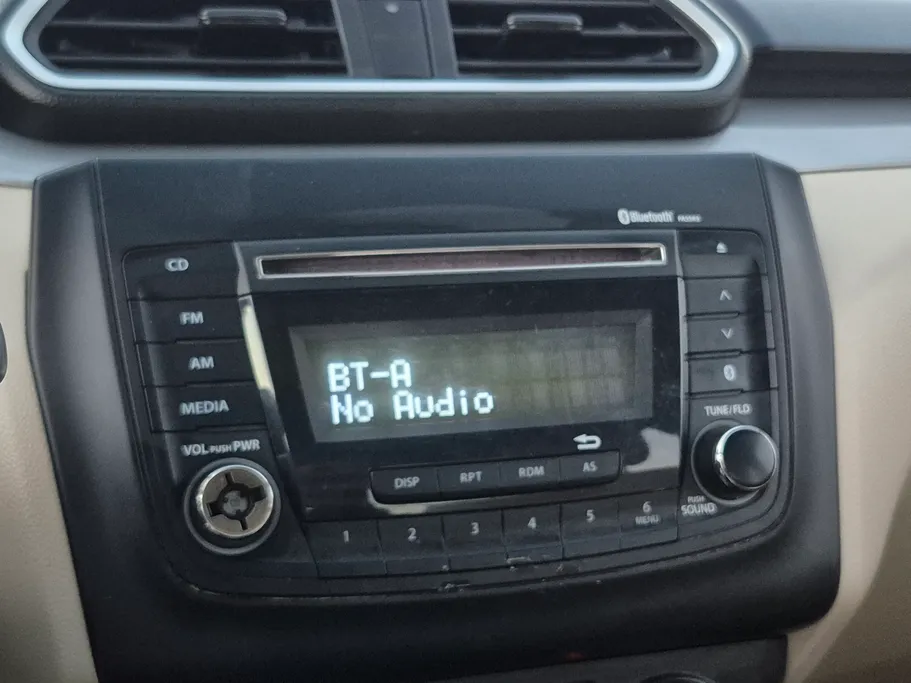 Bluetooth
CD
FM
AM
MEDIA
VOL PUSH PWR
BT-A
No Audio
DISP
RPT
RDM
AS
1
2
3
4
5
6
MENU
TUNE/FLD
PUSH
SOUND